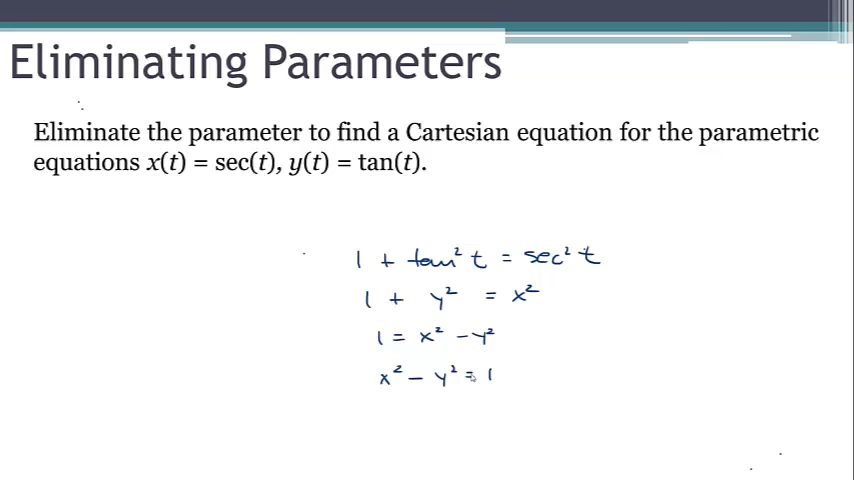 Eliminating Parameters
Eliminate the parameter to find a Cartesian equation for the parametric
equations x(t) = sec(t), y(t) = tan(t).
1 + tan² t = sec² t
1 + y² = x²
1 = x² - y²
x² - y² = 1